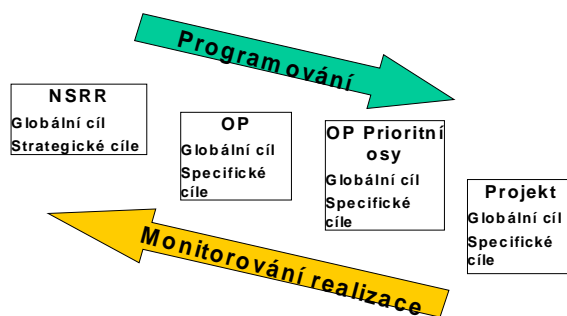 Programování
NSRR
Globální cíl
Strategické cíle
OP
Globální cíl
Specifické
cíle
OP Prioritní
osy
Globální cíl
Specifické
cíle
Projekt
Globální cíl
Specifické
cíle
Monitorování realizace